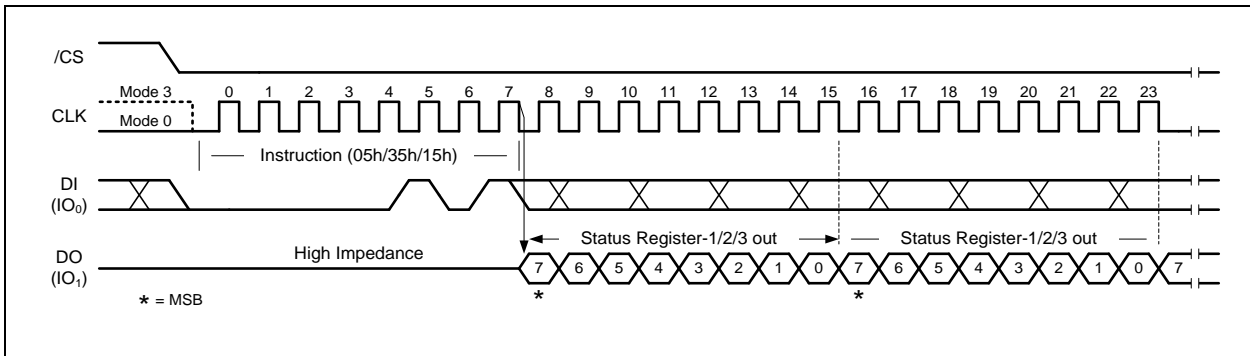 /CS
Mode 3
CLK
Mode 0
0 1 2 3 4 5 6 7 8 9 10 11 12 13 14 15 16 17 18 19 20 21 22 23
Instruction (05h/35h/15h)
DI
(IO₀)
Status Register-1/2/3 out
Status Register-1/2/3 out
High Impedance
DO
(IO₁)
7 6 5 4 3 2 1 0 7 6 5 4 3 2 1 0 7
* *
* = MSB